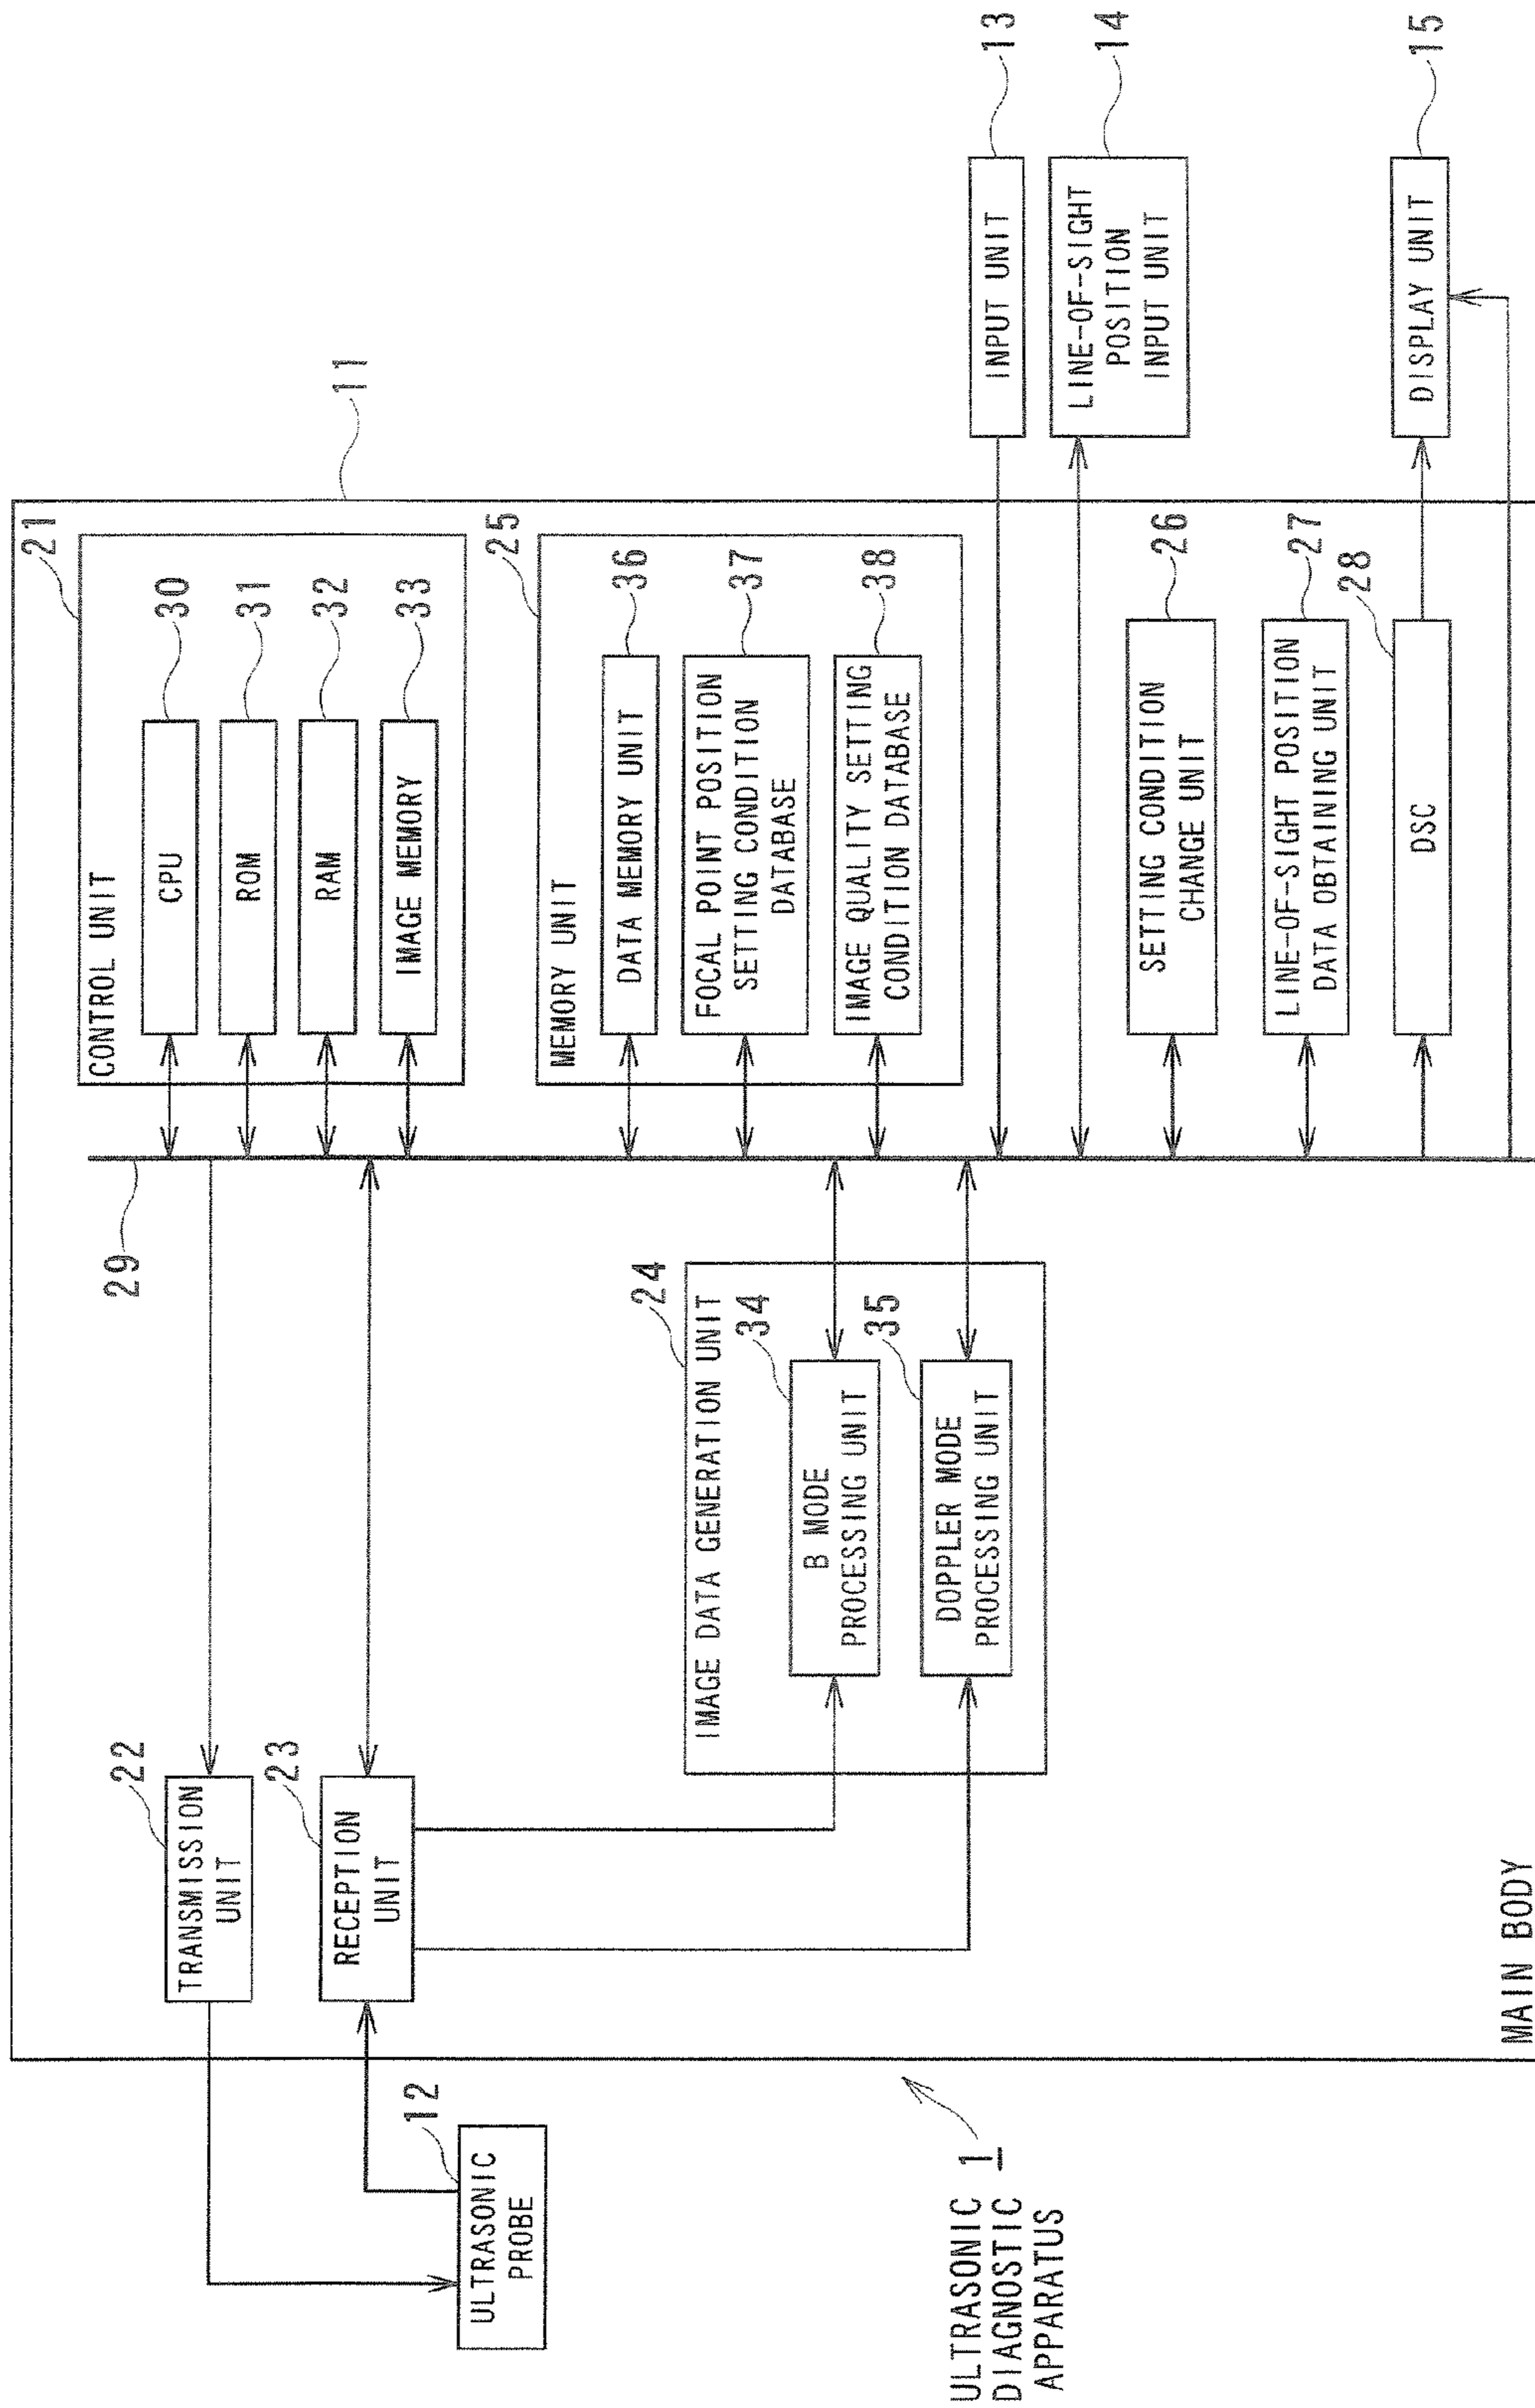 ULTRASONIC
DIAGNOSTIC
APPARATUS
1
ULTRASONIC
PROBE
12
MAIN BODY
11
TRANSMISSION
UNIT
22
RECEPTION
UNIT
23
IMAGE DATA GENERATION UNIT
24
B MODE
PROCESSING UNIT
34
DOPPLER MODE
PROCESSING UNIT
35
29
CONTROL UNIT
21
CPU
30
ROM
31
RAM
32
IMAGE MEMORY
33
MEMORY UNIT
25
DATA MEMORY UNIT
36
FOCAL POINT POSITION
SETTING CONDITION
DATABASE
37
IMAGE QUALITY SETTING
CONDITION DATABASE
38
SETTING CONDITION
CHANGE UNIT
26
LINE-OF-SIGHT POSITION
DATA OBTAINING UNIT
27
DSC
28
INPUT UNIT
13
LINE-OF-SIGHT
POSITION
INPUT UNIT
14
DISPLAY UNIT
15